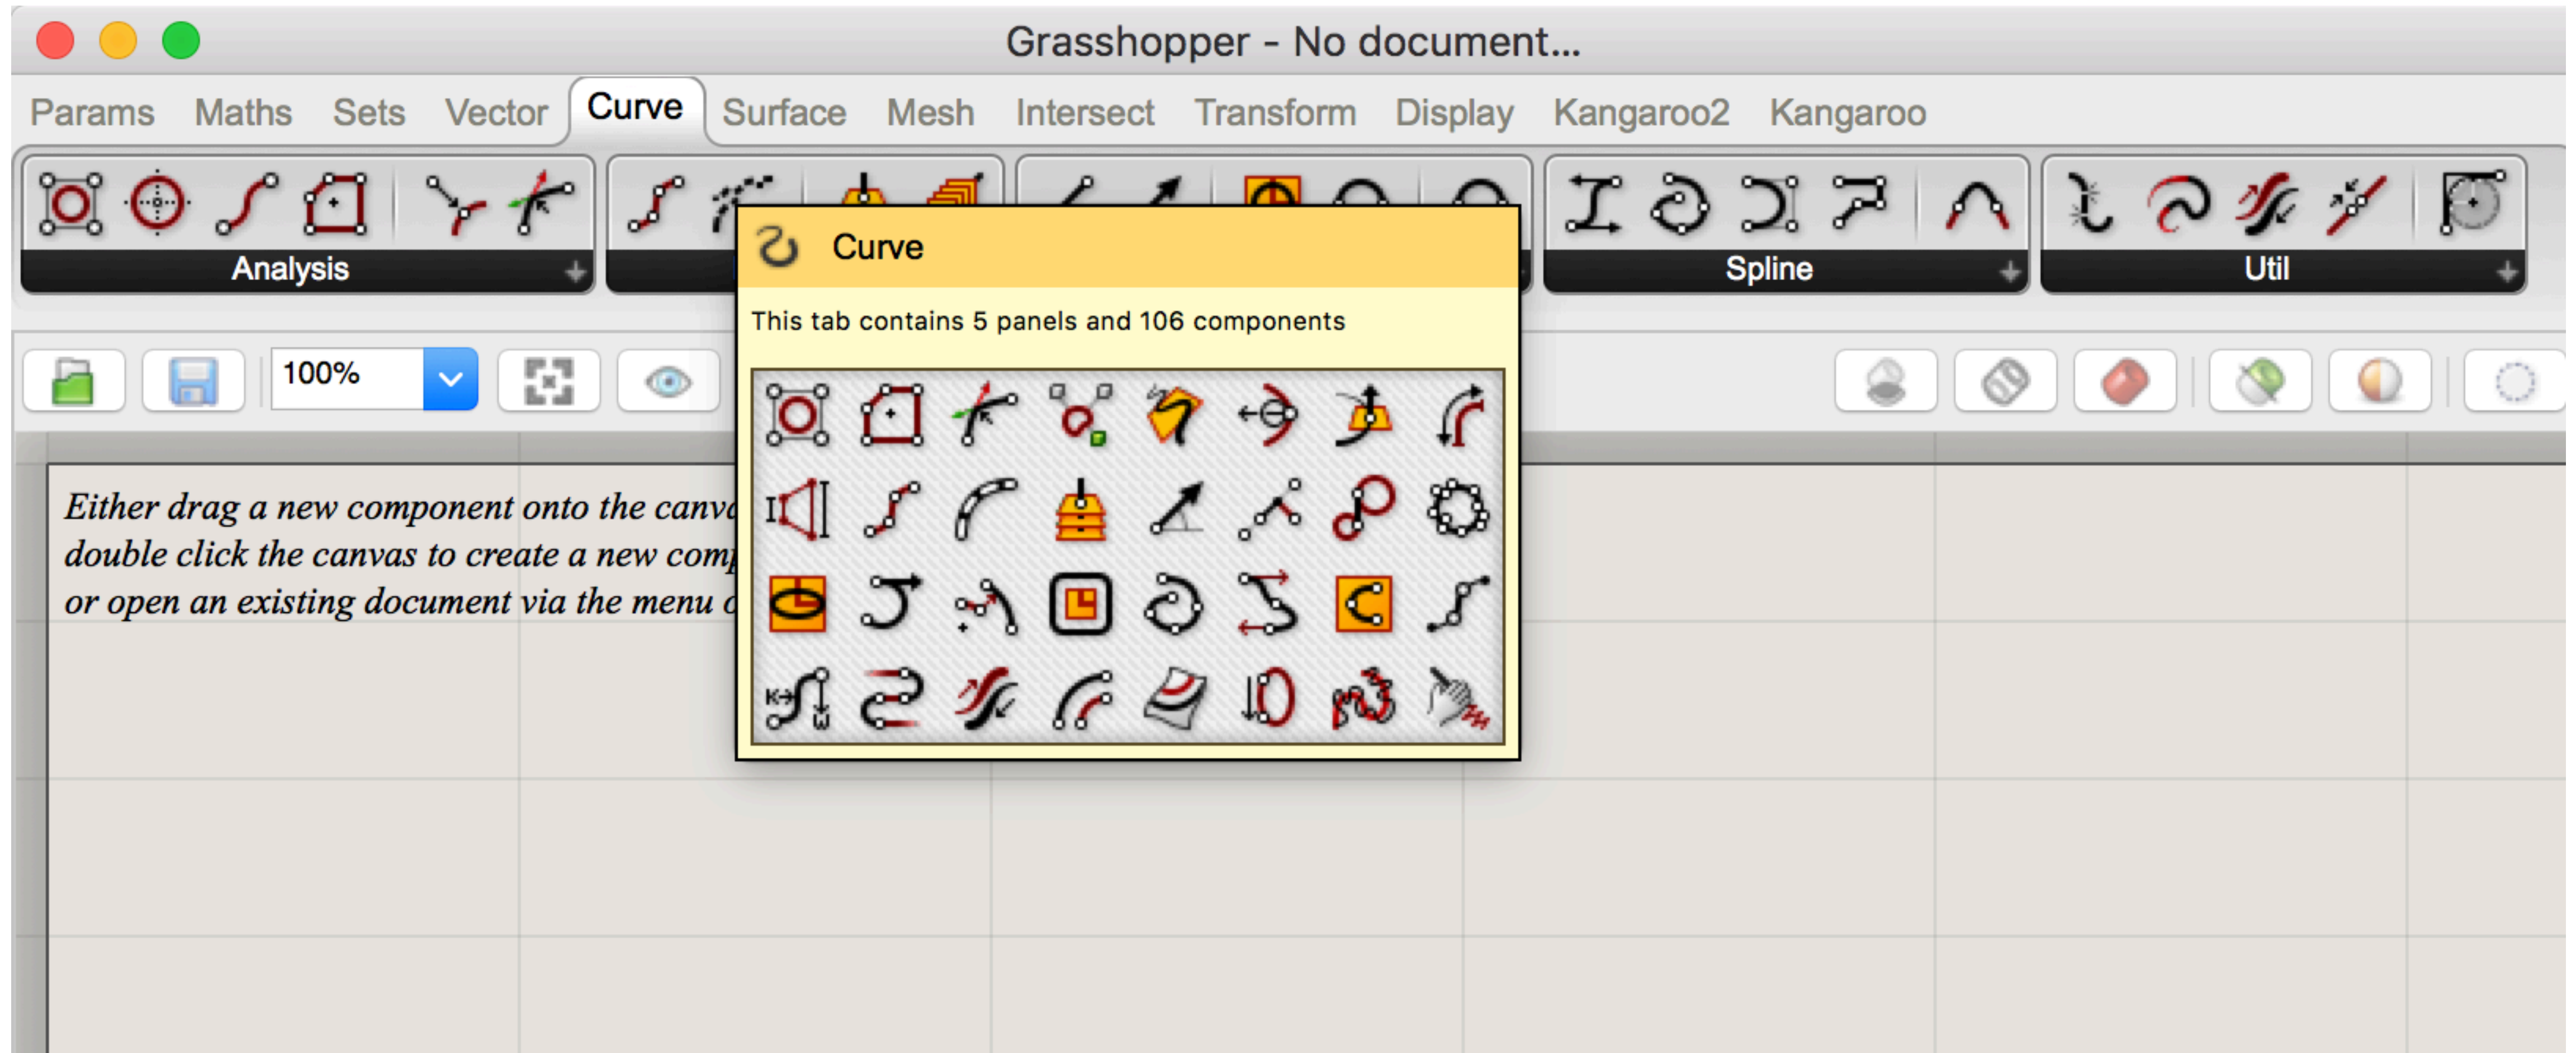 Grasshopper - No document...
Params Maths Sets Vector Curve Surface Mesh Intersect Transform Display Kangaroo2 Kangaroo
Analysis Spline Util
Curve
This tab contains 5 panels and 106 components
100%
Either drag a new component onto the
double click the canvas to create a new
or open an existing document via the menu